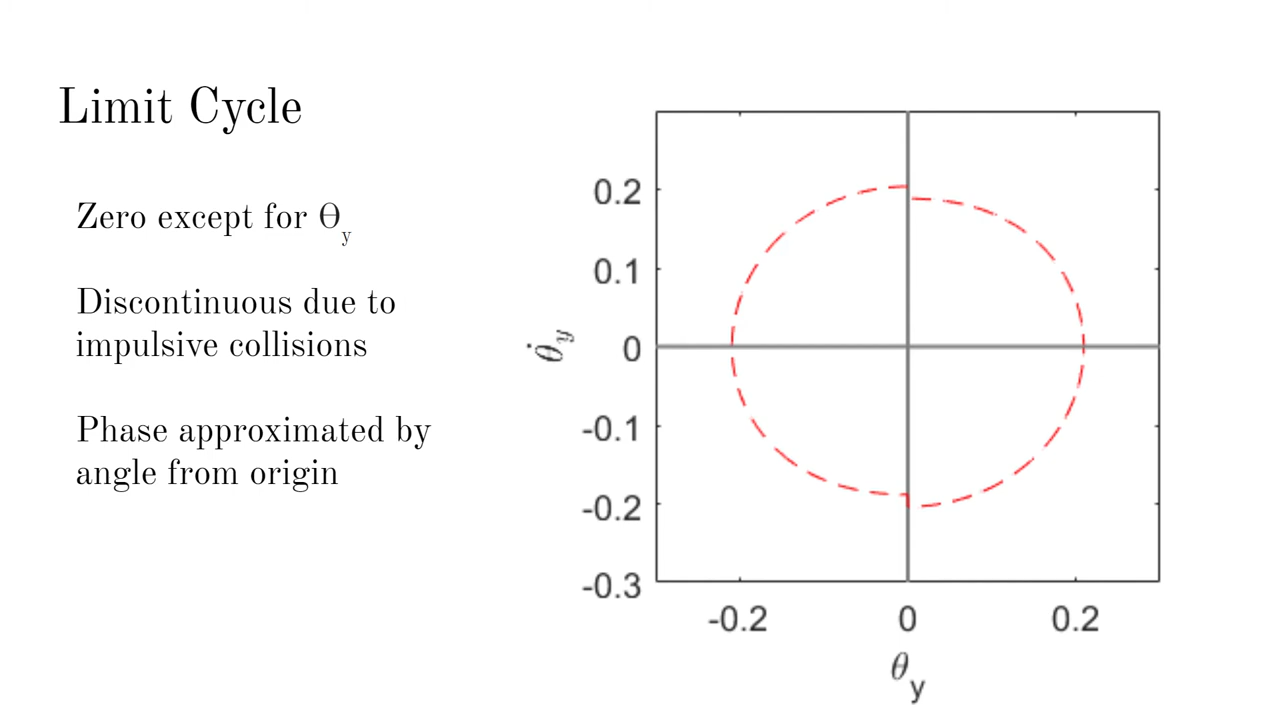 Limit Cycle
Zero except for Θy
Discontinuous due to
impulsive collisions
Phase approximated by
angle from origin
0.2
0.1
0
-0.1
-0.2
-0.3
θ̇y
-0.2
0
0.2
θy